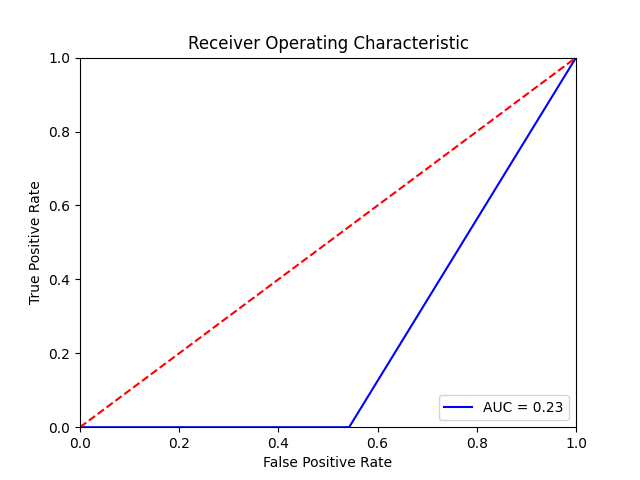 Receiver Operating Characteristic
1.0
0.8
0.6
0.4
0.2
0.0
True Positive Rate
0.0 0.2 0.4 0.6 0.8 1.0
False Positive Rate
AUC = 0.23